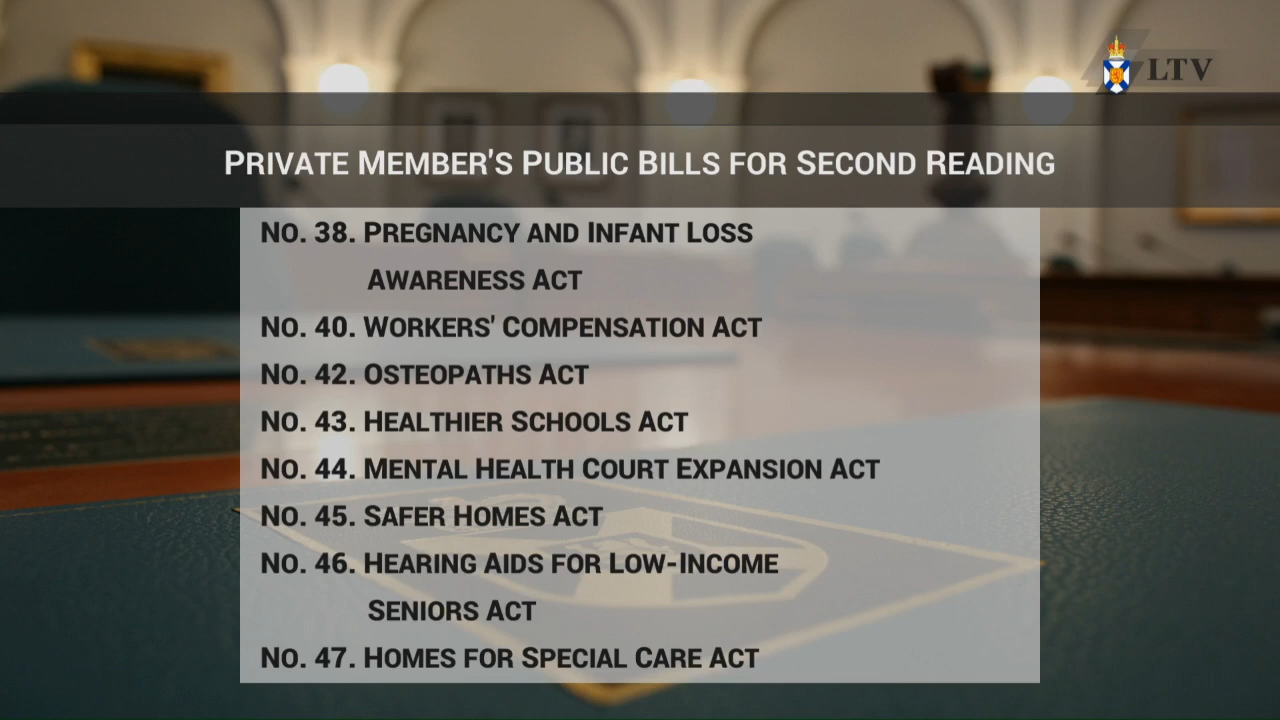 LTV
PRIVATE MEMBER'S PUBLIC BILLS FOR SECOND READING
NO. 38. PREGNANCY AND INFANT LOSS
AWARENESS ACT
NO. 40. WORKERS' COMPENSATION ACT
NO. 42. OSTEOPATHS ACT
NO. 43. HEALTHIER SCHOOLS ACT
NO. 44. MENTAL HEALTH COURT EXPANSION ACT
NO. 45. SAFER HOMES ACT
NO. 46. HEARING AIDS FOR LOW-INCOME
SENIORS ACT
NO. 47. HOMES FOR SPECIAL CARE ACT